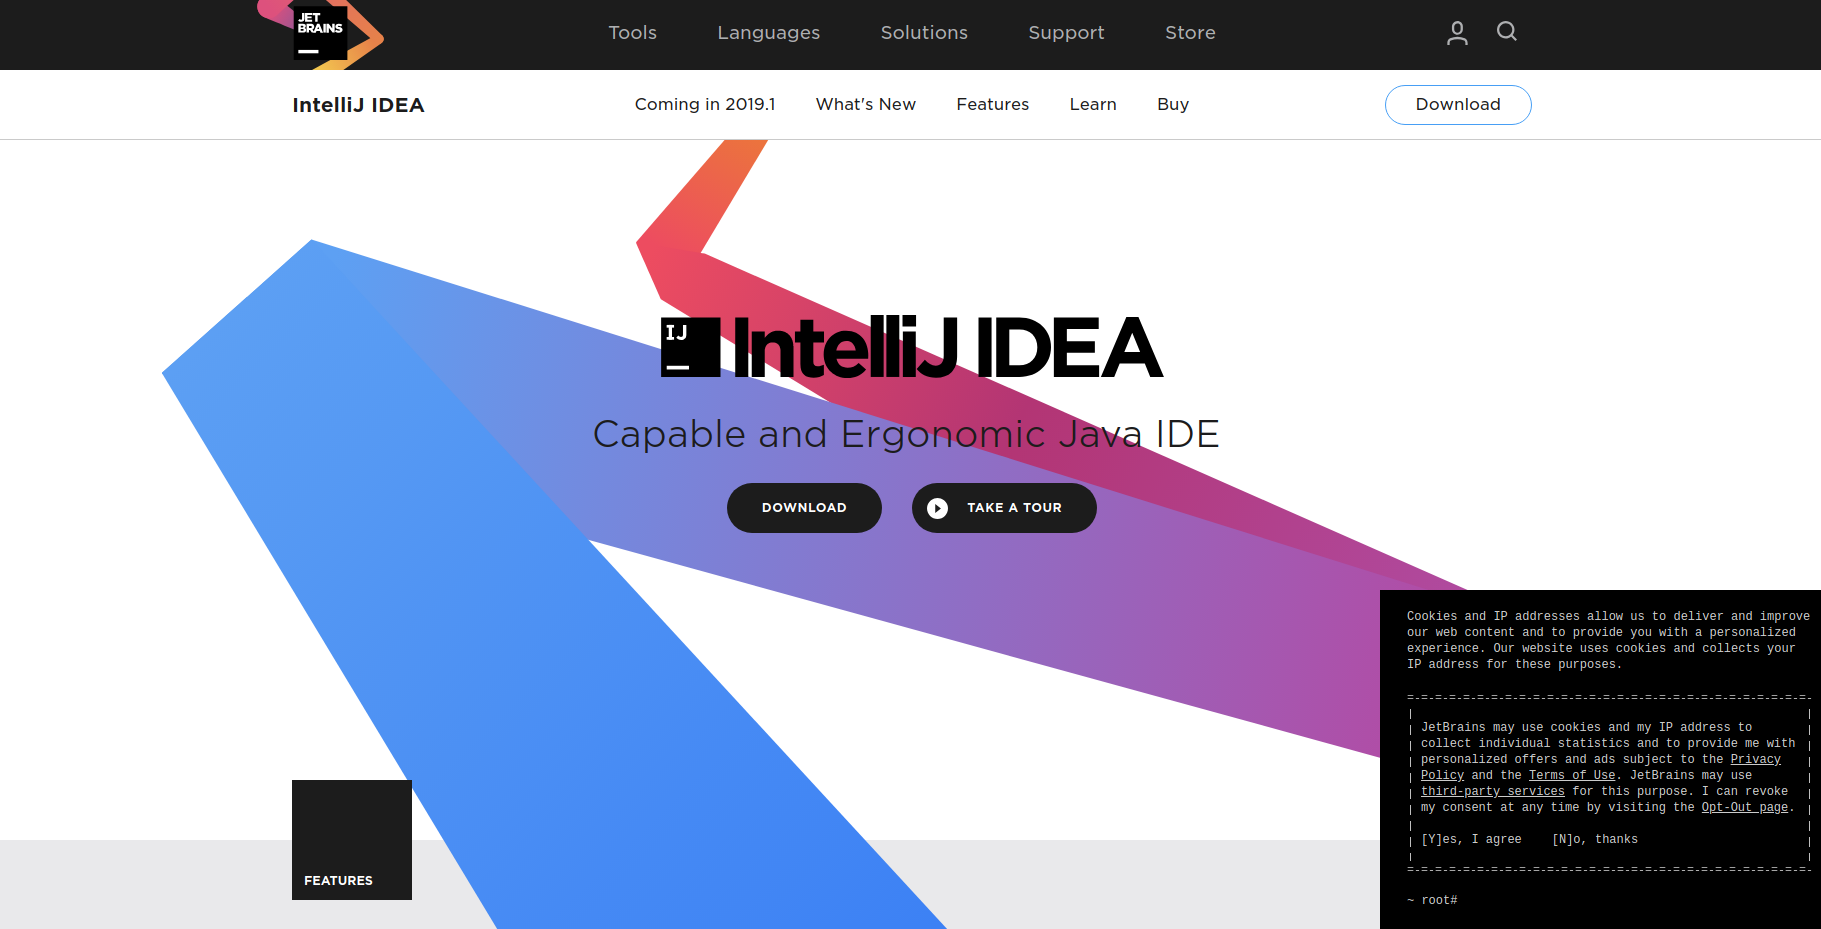 JET
BRAINS
Tools Languages Solutions Support Store
IntelliJ IDEA Coming in 2019.1 What's New Features Learn Buy Download
IJ IntelliJ IDEA
Capable and Ergonomic Java IDE
DOWNLOAD TAKE A TOUR
FEATURES
Cookies and IP addresses allow us to deliver and improve
our web content and to provide you with a personalized
experience. Our website uses cookies and collects your
IP address for these purposes.
JetBrains may use cookies and my IP address to
collect individual statistics and to provide me with
personalized offers and ads subject to the Privacy
Policy and the Terms of Use. JetBrains may use
third-party services for this purpose. I can revoke
my consent at any time by visiting the Opt-Out page.
[Y]es, I agree [N]o, thanks
~ root#